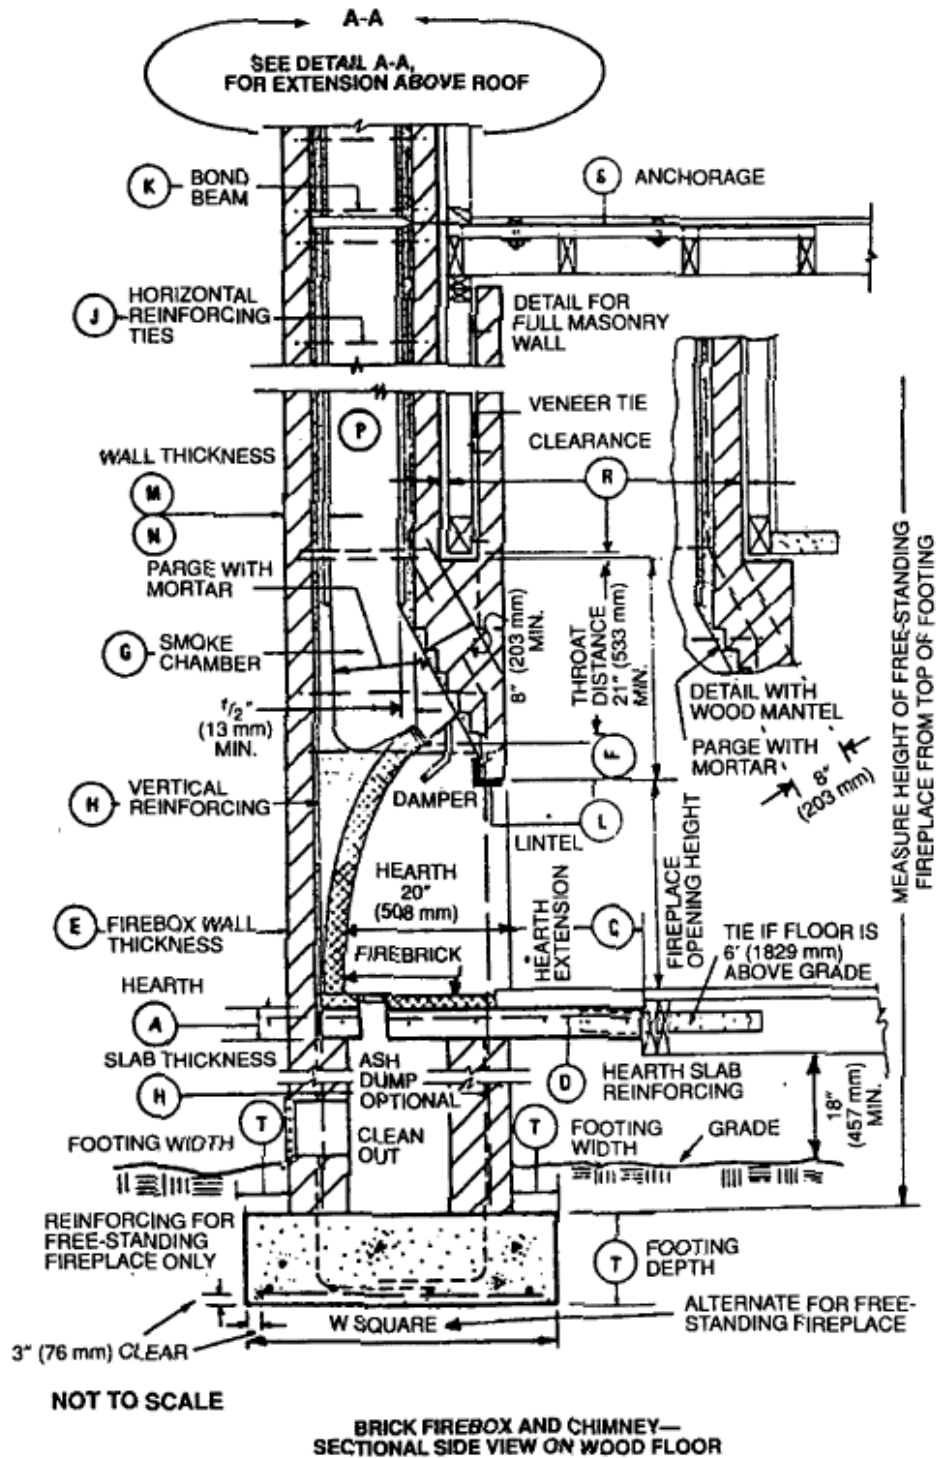 A-A
SEE DETAIL A-A,
FOR EXTENSION ABOVE ROOF
K
BOND
BEAM
S
ANCHORAGE
J
HORIZONTAL
REINFORCING
TIES
DETAIL FOR
FULL MASONRY
WALL
P
VENEER TIE
CLEARANCE
R
WALL THICKNESS
M
N
PARGE WITH
MORTAR
G
SMOKE
CHAMBER
1/2"
(13 mm)
MIN.
8" (203 mm)
MIN.
THROAT
DISTANCE
21" (533 mm)
MIN.
F
DETAIL WITH
WOOD MANTEL
PARGE WITH
MORTAR
8"
(203 mm)
MEASURE HEIGHT OF FREE-STANDING
FIREPLACE FROM TOP OF FOOTING
H
VERTICAL
REINFORCING
DAMPER
L
LINTEL
HEARTH
20"
(508 mm)
FIREBRICK
HEARTH
EXTENSION
C
FIREPLACE
OPENING HEIGHT
E
FIREBOX WALL
THICKNESS
TIE IF FLOOR IS
6' (1829 mm)
ABOVE GRADE
HEARTH
A
SLAB THICKNESS
H
ASH
DUMP
OPTIONAL
D
HEARTH SLAB
REINFORCING
18"
(457 mm)
MIN.
T
CLEAN
OUT
T
FOOTING WIDTH
FOOTING
WIDTH
GRADE
REINFORCING FOR
FREE-STANDING
FIREPLACE ONLY
T
FOOTING
DEPTH
W SQUARE
ALTERNATE FOR FREE-
STANDING FIREPLACE
3" (76 mm) CLEAR
NOT TO SCALE
BRICK FIREBOX AND CHIMNEY—
SECTIONAL SIDE VIEW ON WOOD FLOOR